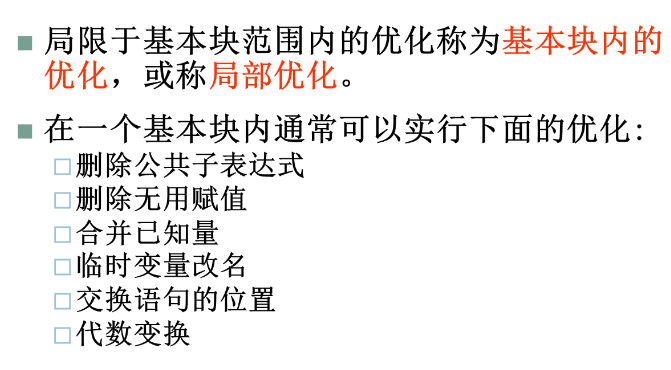 局限于基本块范围内的优化称为基本块内的
优化，或称局部优化。
在一个基本块内通常可以实行下面的优化:
删除公共子表达式
删除无用赋值
合并已知量
临时变量改名
交换语句的位置
代数变换